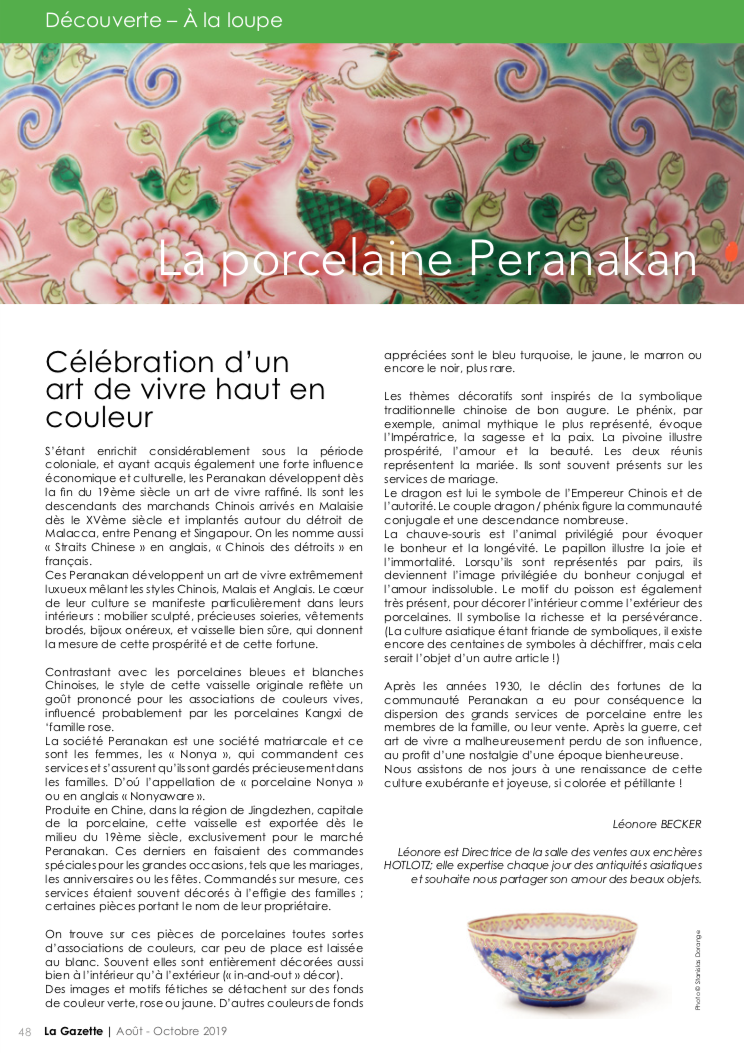 Découverte – À la loupe
La porcelaine Peranakan
Célébration d’un
art de vivre haut en
couleur
S’étant enrichit considérablement sous la période
coloniale, et ayant acquis également une forte influence
économique et culturelle, les Peranakan développent dès
la fin du 19ème siècle un art de vivre raffiné. Ils sont les
descendants des marchands Chinois arrivés en Malaisie
dès le XVème siècle et implantés autour du détroit de
Malacca, entre Penang et Singapour. On les nomme aussi
« Straits Chinese » en anglais, « Chinois des détroits » en
français.
Ces Peranakan développent un art de vivre extrêmement
luxueux mêlant les styles Chinois, Malais et Anglais. Le cœur
de leur culture se manifeste particulièrement dans leurs
intérieurs : mobilier sculpté, précieuses soieries, vêtements
brodés, bijoux onéreux, et vaisselle bien sûre, qui donnent
la mesure de cette prospérité et de cette fortune.
Contrastant avec les porcelaines bleues et blanches
Chinoises, le style de cette vaisselle originale reflète un
goût prononcé pour les associations de couleurs vives,
influencé probablement par les porcelaines Kangxi de
‘famille rose.
La société Peranakan est une société matriarcale et ce
sont les femmes, les « Nonya », qui commandent ces
services et s’assurent qu’ils sont gardés précieusement dans
les familles. D’où l’appellation de « porcelaine Nonya »
ou en anglais « Nonyaware ».
Produite en Chine, dans la région de Jingdezhen, capitale
de la porcelaine, cette vaisselle est exportée dès le
milieu du 19ème siècle, exclusivement pour le marché
Peranakan. Ces derniers en faisaient des commandes
spéciales pour les grandes occasions, tels que les mariages,
les anniversaires ou les fêtes. Commandés sur mesure, ces
services étaient souvent décorés à l’effigie des familles ;
certaines pièces portant le nom de leur propriétaire.
On trouve sur ces pièces de porcelaines toutes sortes
d’associations de couleurs, car peu de place est laissée
au blanc. Souvent elles sont entièrement décorées aussi
bien à l’intérieur qu’à l’extérieur (« in-and-out » décor).
Des images et motifs fétiches se détachent sur des fonds
de couleur verte, rose ou jaune. D’autres couleurs de fonds
appréciées sont le bleu turquoise, le jaune, le marron ou
encore le noir, plus rare.
Les thèmes décoratifs sont inspirés de la symbolique
traditionnelle chinoise de bon augure. Le phénix, par
exemple, animal mythique le plus représenté, évoque
l’Impératrice, la sagesse et la paix. La pivoine illustre
prospérité, l’amour et la beauté. Les deux réunis
représentent la mariée. Ils sont souvent présents sur les
services de mariage.
Le dragon est lui le symbole de l’Empereur Chinois et de
l’autorité. Le couple dragon / phénix figure la communauté
conjugale et une descendance nombreuse.
La chauve-souris est l’animal privilégié pour évoquer
le bonheur et la longévité. Le papillon illustre la joie et
l’immortalité. Lorsqu’ils sont représentés par pairs, ils
deviennent l’image privilégiée du bonheur conjugal et
l’amour indissoluble. Le motif du poisson est également
très présent, pour décorer l’intérieur comme l’extérieur des
porcelaines. Il symbolise la richesse et la persévérance.
(La culture asiatique étant friande de symboliques, il existe
encore des centaines de symboles à déchiffrer, mais cela
serait l’objet d’un autre article !)
Après les années 1930, le déclin des fortunes de la
communauté Peranakan a eu pour conséquence la
dispersion des grands services de porcelaine entre les
membres de la famille, ou leur vente. Après la guerre, cet
art de vivre a malheureusement perdu de son influence,
au profit d’une nostalgie d’une époque bienheureuse.
Nous assistons de nos jours à une renaissance de cette
culture exubérante et joyeuse, si colorée et pétillante !
Léonore BECKER
Léonore est Directrice de la salle des ventes aux enchères
HOTLOTZ; elle expertise chaque jour des antiquités asiatiques
et souhaite nous partager son amour des beaux objets.
Photo © Stanislas Dorange
48 La Gazette | Août - Octobre 2019